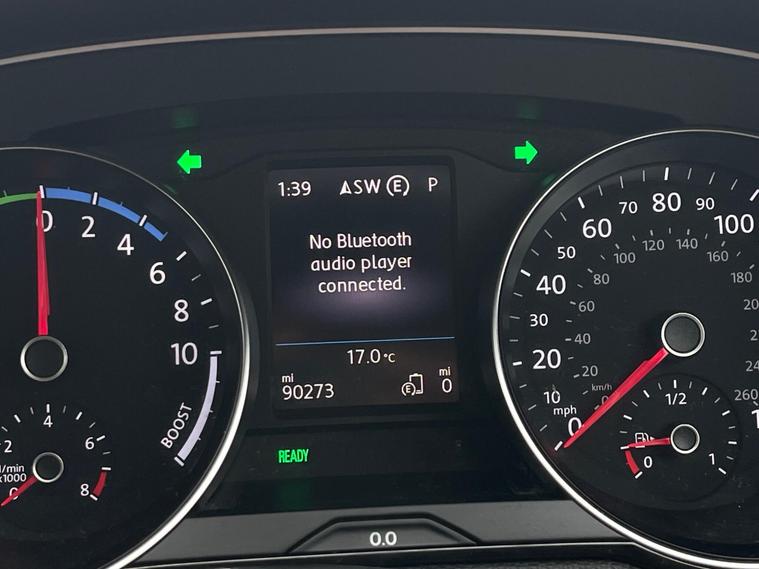 1:39 SW E P
No Bluetooth
audio player
connected.
17.0°C
mi
90273
E
mi
0
READY
0.0
0
2
4
6
8
10
BOOST
2
4
6
8
x1000
0
10
20
30
40
50
60
70
80
90
100
mph
km/h
20
40
60
80
100
120
140
160
180
260
0
1/2
1